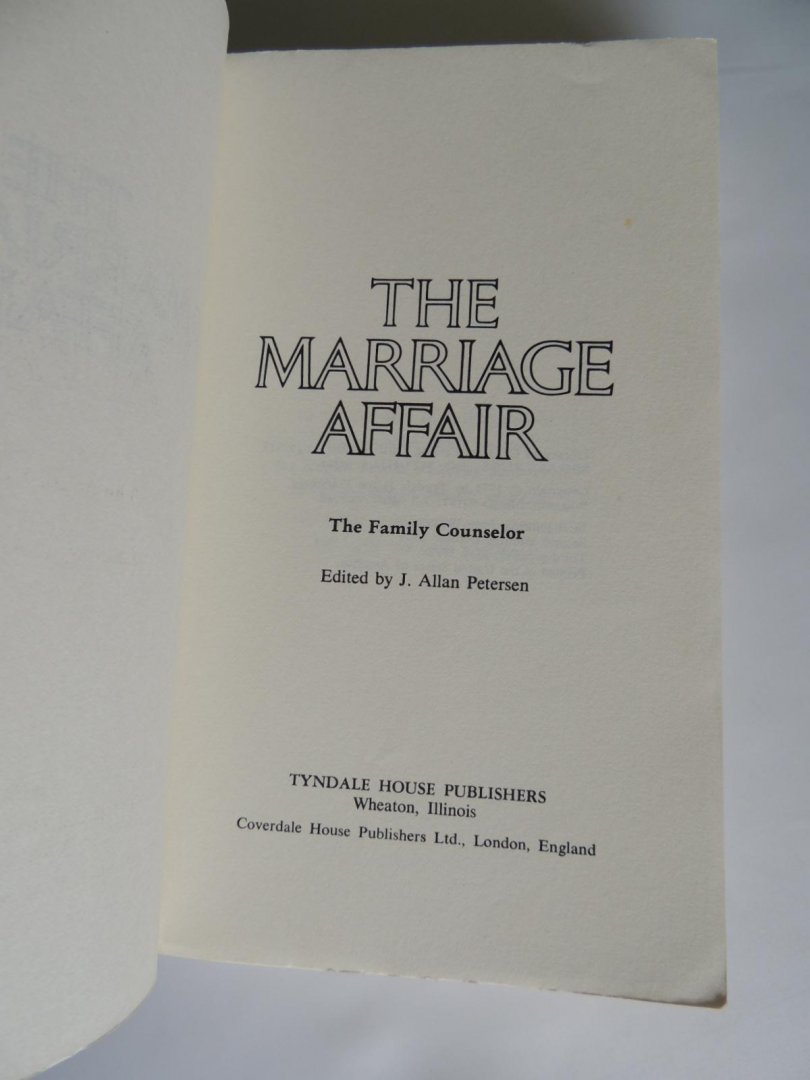 THE
MARRIAGE
AFFAIR
The Family Counselor
Edited by J. Allan Petersen
TYNDALE HOUSE PUBLISHERS
Wheaton, Illinois
Coverdale House Publishers Ltd., London, England